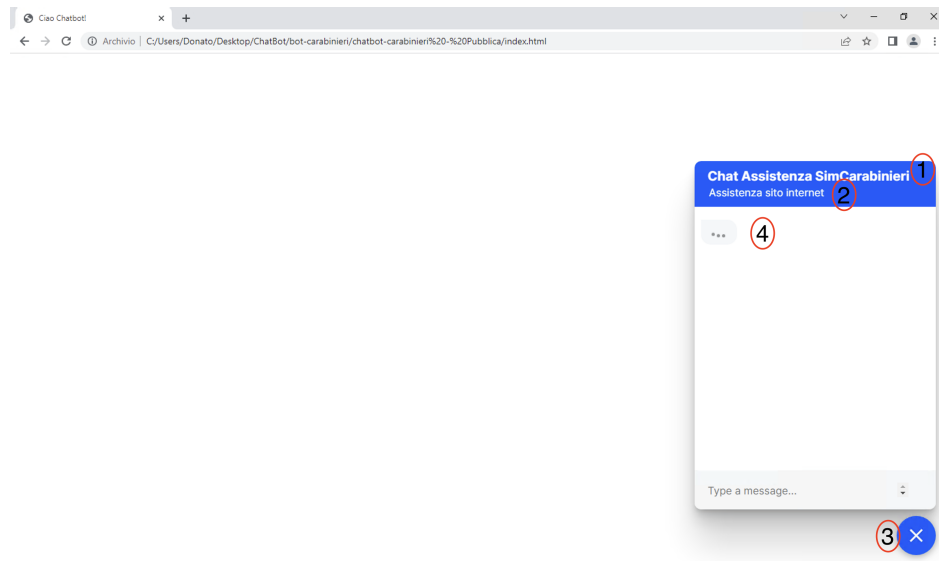 Ciao Chatbot!
Archivio | C:/Users/Donato/Desktop/ChatBot/bot-carabinieri/chatbot-carabinieri%20-%20Pubblica/index.html
Chat Assistenza SimCarabinieri 1
Assistenza sito internet 2
4
Type a message...
3